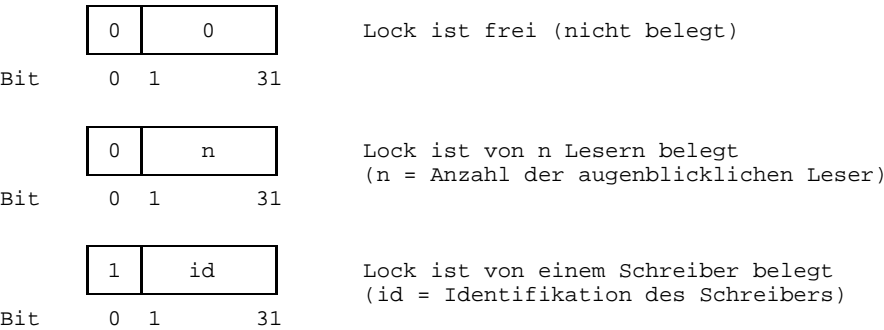 0 0 Lock ist frei (nicht belegt)
Bit 0 1 31
0 n Lock ist von n Lesern belegt
(n = Anzahl der augenblicklichen Leser)
Bit 0 1 31
1 id Lock ist von einem Schreiber belegt
(id = Identifikation des Schreibers)
Bit 0 1 31